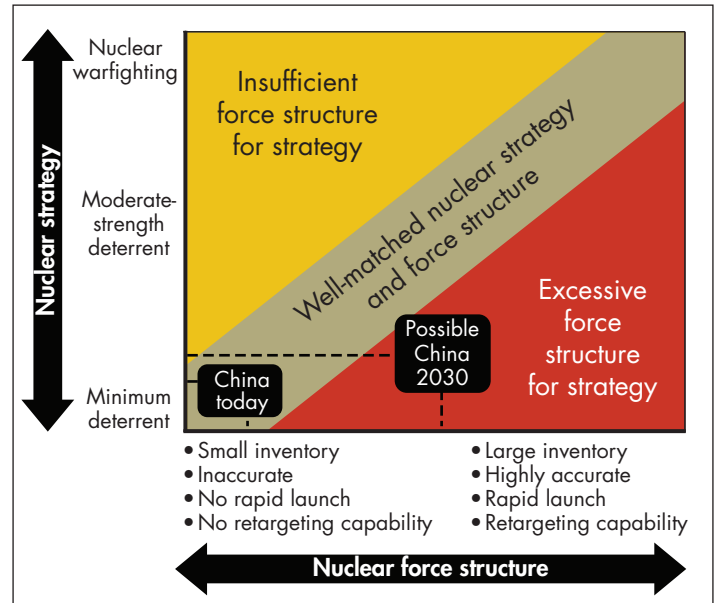 Nuclear
warfighting
Moderate-
strength
deterrent
Minimum
deterrent
Nuclear strategy
Insufficient
force structure
for strategy
Well-matched nuclear strategy
and force structure
Excessive
force
structure
for strategy
Possible
China
2030
China
today
• Small inventory
• Inaccurate
• No rapid launch
• No retargeting capability
• Large inventory
• Highly accurate
• Rapid launch
• Retargeting capability
Nuclear force structure